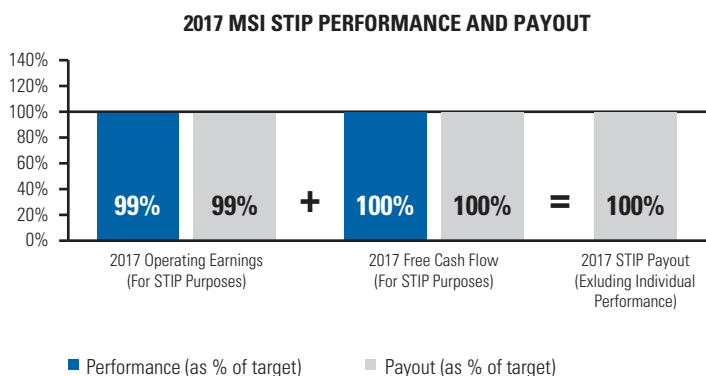 2017 MSI STIP PERFORMANCE AND PAYOUT
140%
120%
100%
80%
60%
40%
20%
0%
99%
99%
+
100%
100%
=
100%
2017 Operating Earnings
(For STIP Purposes)
2017 Free Cash Flow
(For STIP Purposes)
2017 STIP Payout
(Exluding Individual
Performance)
Performance (as % of target)
Payout (as % of target)